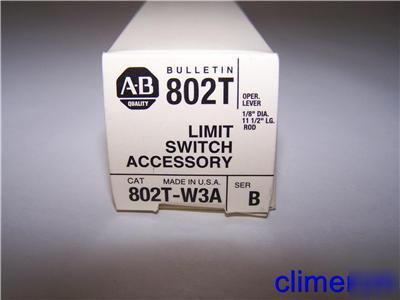 BULLETIN
A-B
QUALITY
802T
OPER.
LEVER
1/8" DIA.
11 1/2" LG.
ROD
LIMIT
SWITCH
ACCESSORY
CAT
MADE IN U.S.A.
SER
802T-W3A
B